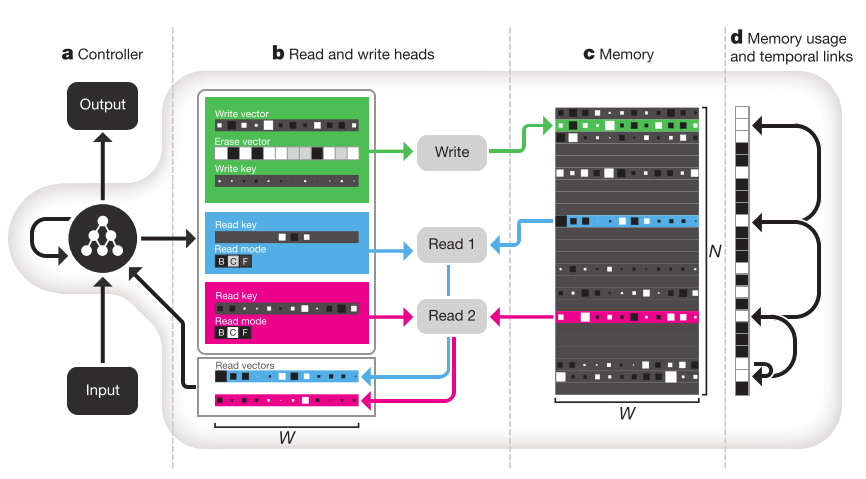 a Controller
b Read and write heads
c Memory
d Memory usage
and temporal links
Output
Input
Write vector
Erase vector
Write key
Read key
Read mode
B C F
Read key
Read mode
B C F
Read vectors
W
Write
Read 1
Read 2
N
W